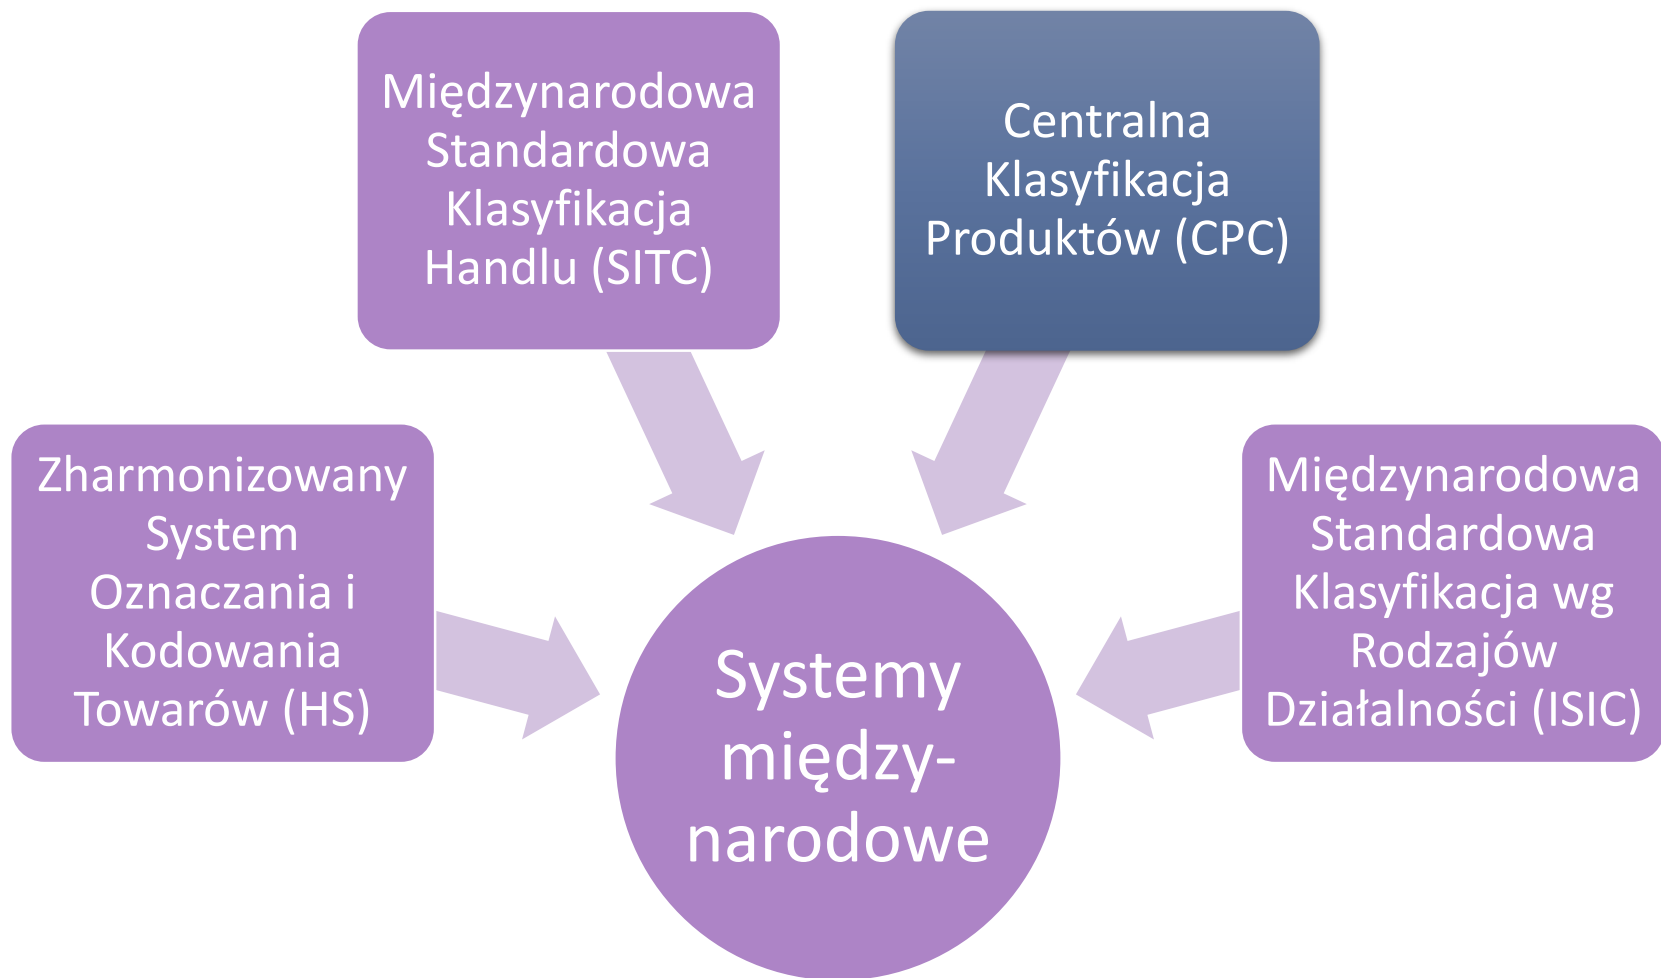 Międzynarodowa
Standardowa
Klasyfikacja
Handlu (SITC)
Centralna
Klasyfikacja
Produktów (CPC)
Zharmonizowany
System
Oznaczania i
Kodowania
Towarów (HS)
Międzynarodowa
Standardowa
Klasyfikacja wg
Rodzajów
Działalności (ISIC)
Systemy
między-
narodowe